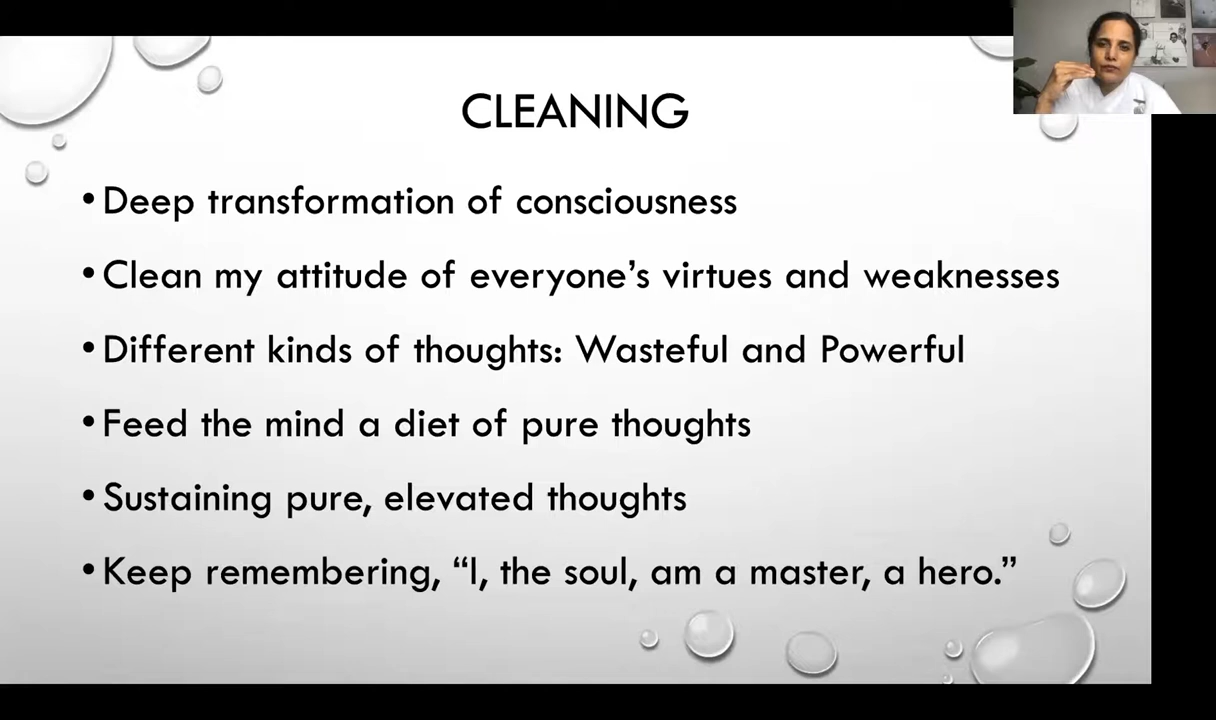 CLEANING
•Deep transformation of consciousness
•Clean my attitude of everyone’s virtues and weaknesses
•Different kinds of thoughts: Wasteful and Powerful
•Feed the mind a diet of pure thoughts
•Sustaining pure, elevated thoughts
•Keep remembering, “I, the soul, am a master, a hero.”